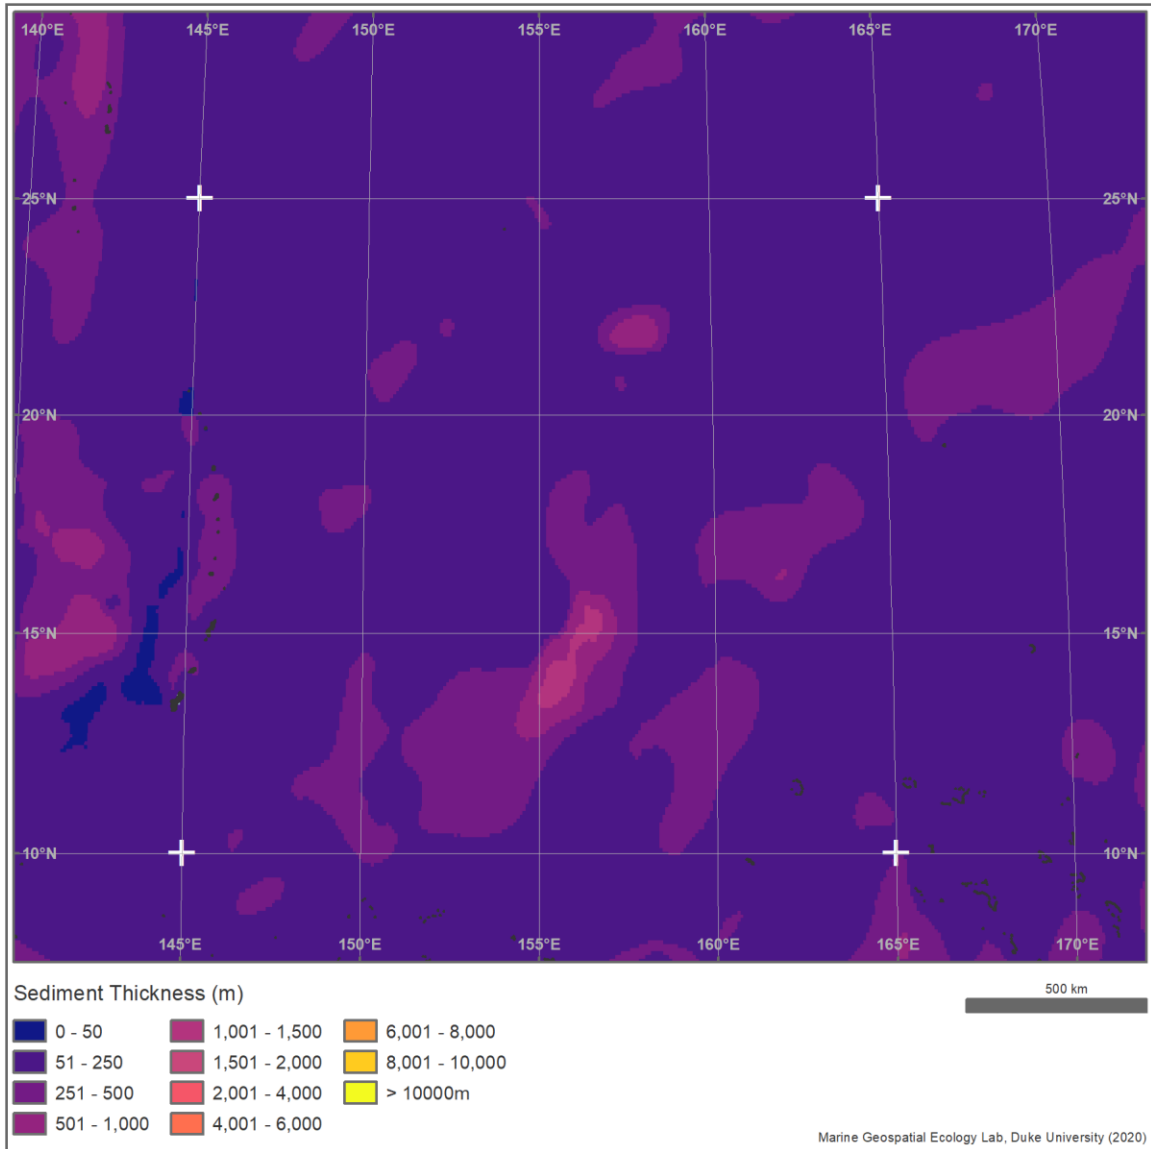 140°E 145°E 150°E 155°E 160°E 165°E 170°E
25°N 25°N
20°N 20°N
15°N 15°N
10°N 10°N
145°E 150°E 155°E 160°E 165°E 170°E
Sediment Thickness (m)
500 km
0 - 50 1,001 - 1,500 6,001 - 8,000
51 - 250 1,501 - 2,000 8,001 - 10,000
251 - 500 2,001 - 4,000 > 10000m
501 - 1,000 4,001 - 6,000
Marine Geospatial Ecology Lab, Duke University (2020)